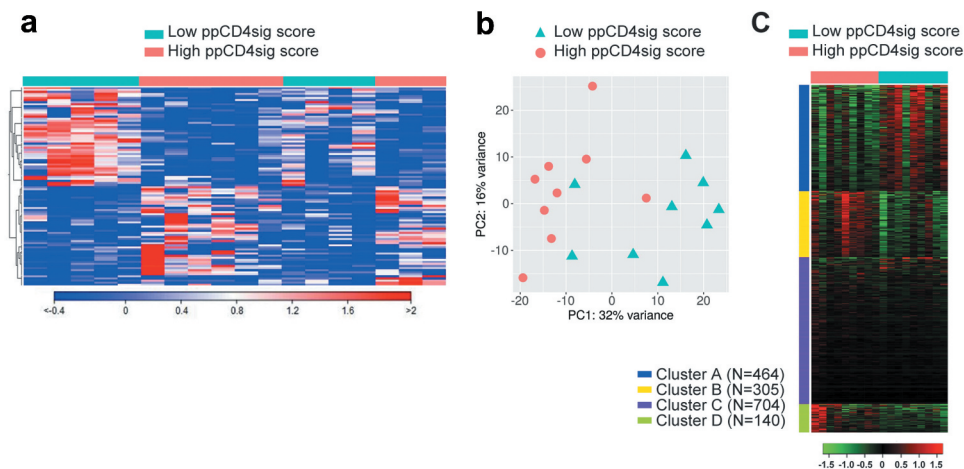 a
Low ppCD4sig score
High ppCD4sig score
<-0.4 0 0.4 0.8 1.2 1.6 >2
b
Low ppCD4sig score
High ppCD4sig score
20
10
0
-10
PC2: 16% variance
-20 -10 0 10 20
PC1: 32% variance
C
Low ppCD4sig score
High ppCD4sig score
Cluster A (N=464)
Cluster B (N=305)
Cluster C (N=704)
Cluster D (N=140)
-1.5 -1.0 -0.5 0 0.5 1.0 1.5